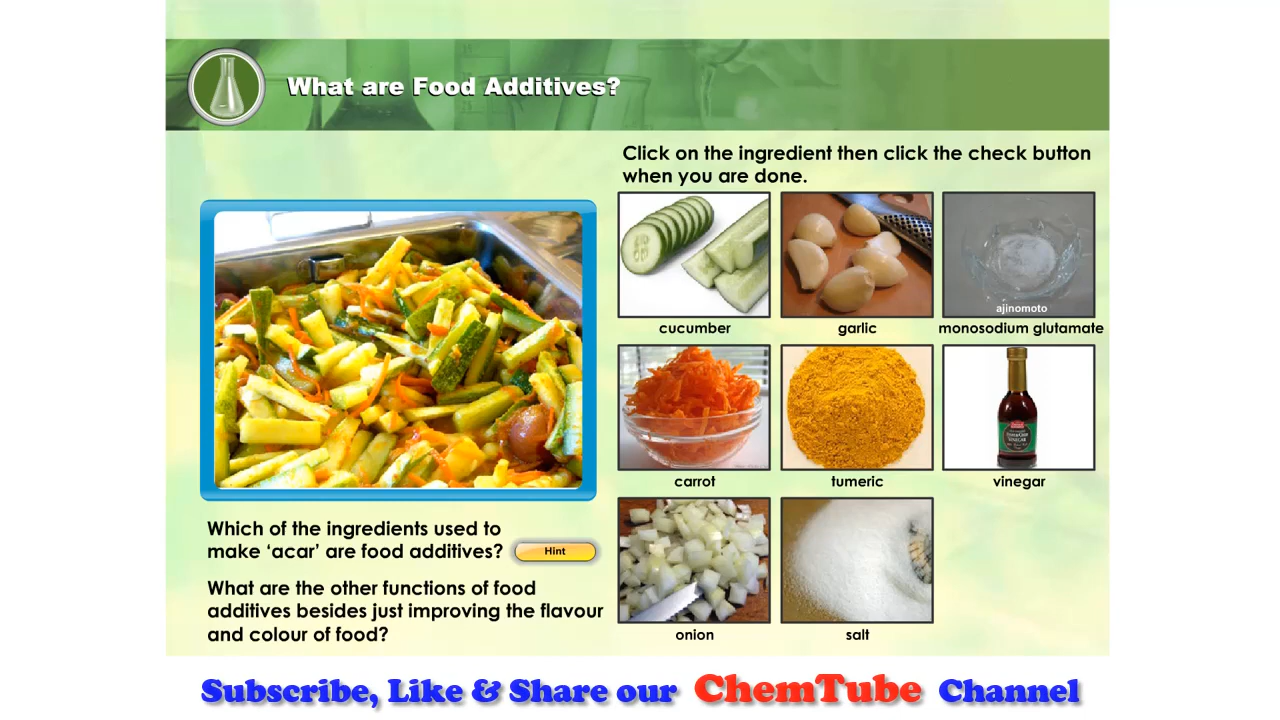 What are Food Additives?
Click on the ingredient then click the check button
when you are done.
cucumber
garlic
ajinomoto
monosodium glutamate
carrot
tumeric
VINEGAR
vinegar
onion
salt
Which of the ingredients used to
make ‘acar’ are food additives?
Hint
What are the other functions of food
additives besides just improving the flavour
and colour of food?
Subscribe, Like & Share our ChemTube Channel